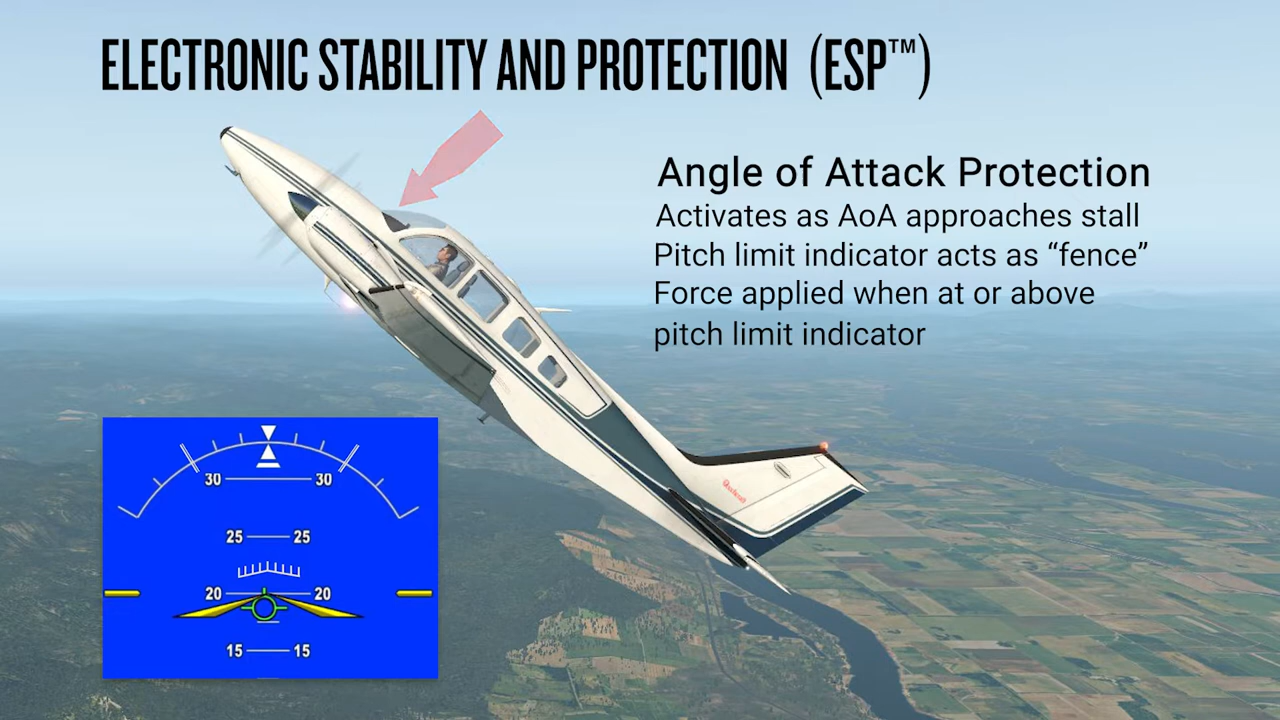 ELECTRONIC STABILITY AND PROTECTION (ESP™)
Angle of Attack Protection
Activates as AoA approaches stall
Pitch limit indicator acts as “fence”
Force applied when at or above
pitch limit indicator
30 30
25 25
20 20
15 15